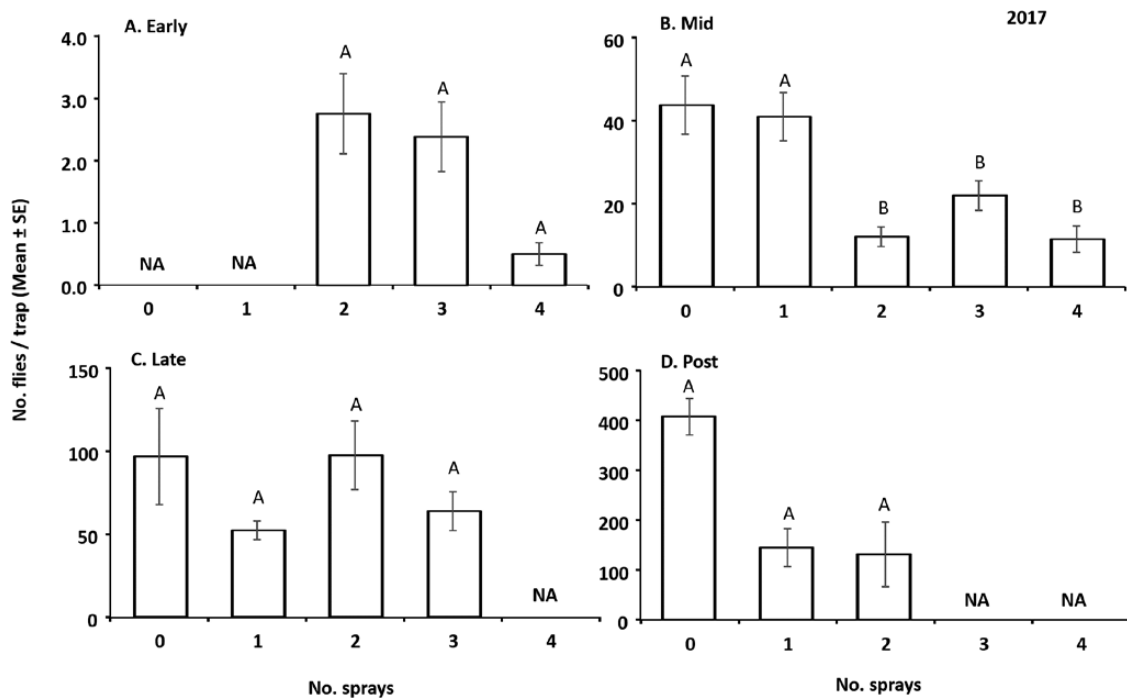 2017
No. flies / trap (Mean ± SE)
A. Early
4.0
3.0
2.0
1.0
0.0
NA NA A A A
0 1 2 3 4
B. Mid
60
40
20
0
A A B B B
0 1 2 3 4
C. Late
150
100
50
0
A A A A NA
0 1 2 3 4
No. sprays
D. Post
500
400
300
200
100
0
A A A NA NA
0 1 2 3 4
No. sprays